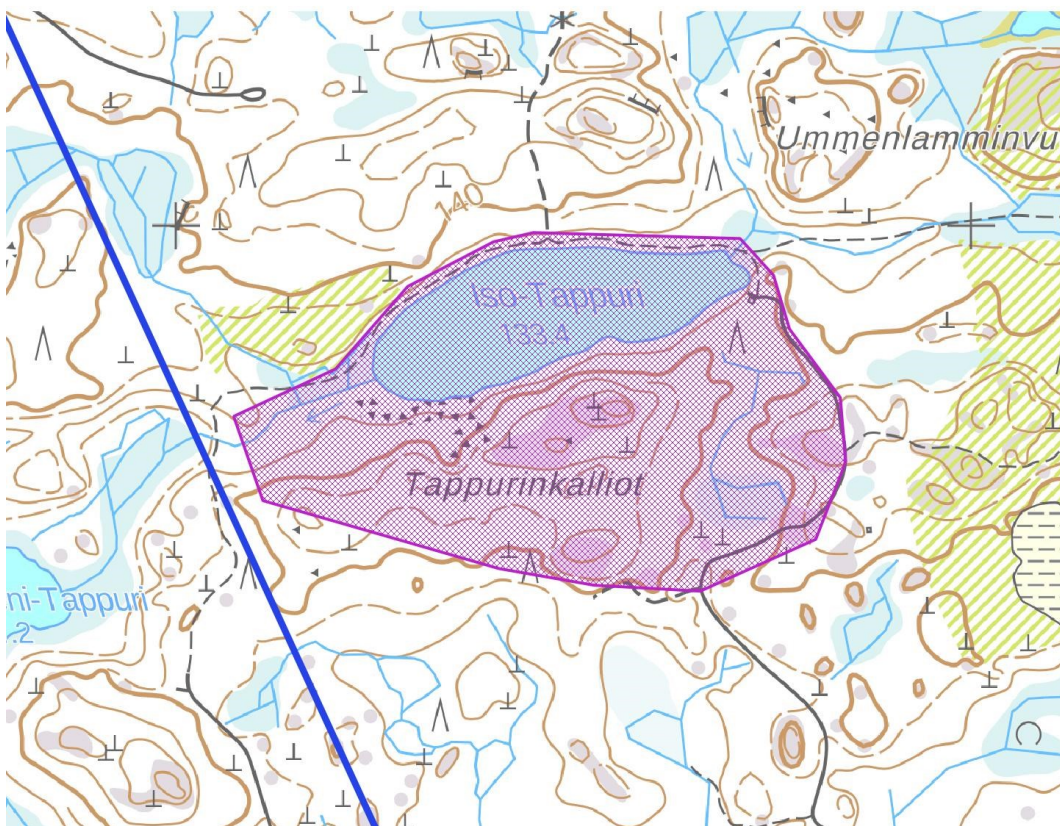 Ummenlamminvu
140
Iso-Tappuri
133.4
Tappurinkalliot
ni-Tappuri
.2